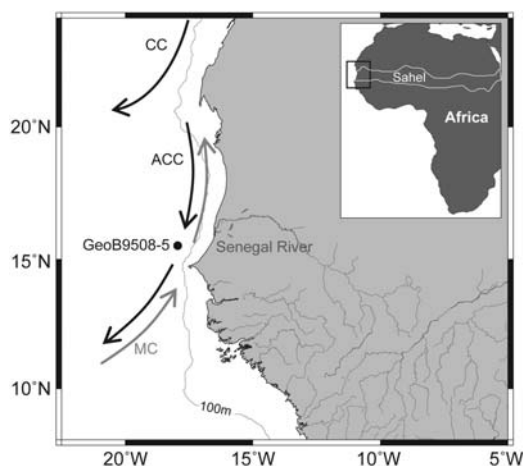 CC
Sahel
Africa
20°N
ACC
GeoB9508-5
Senegal River
15°N
MC
10°N
100m
20°W
15°W
10°W
5°W